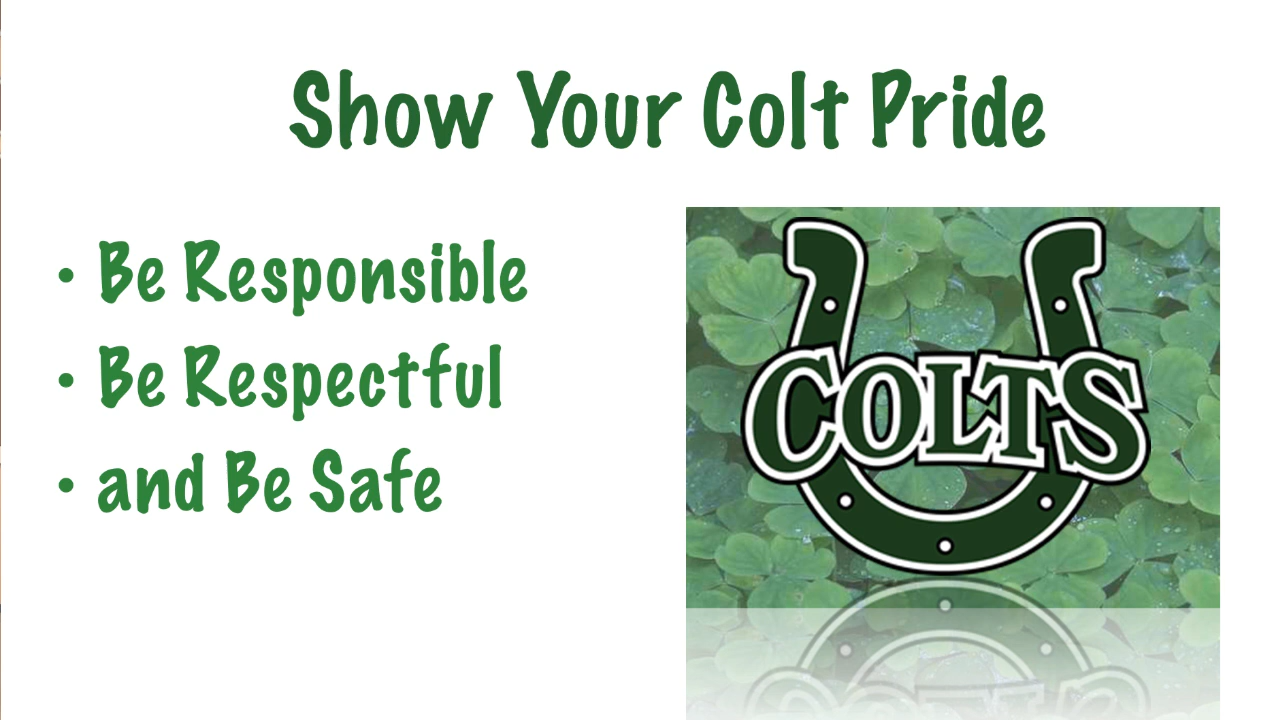 Show Your Colt Pride
• Be Responsible
• Be Respectful
• and Be Safe
COLTS